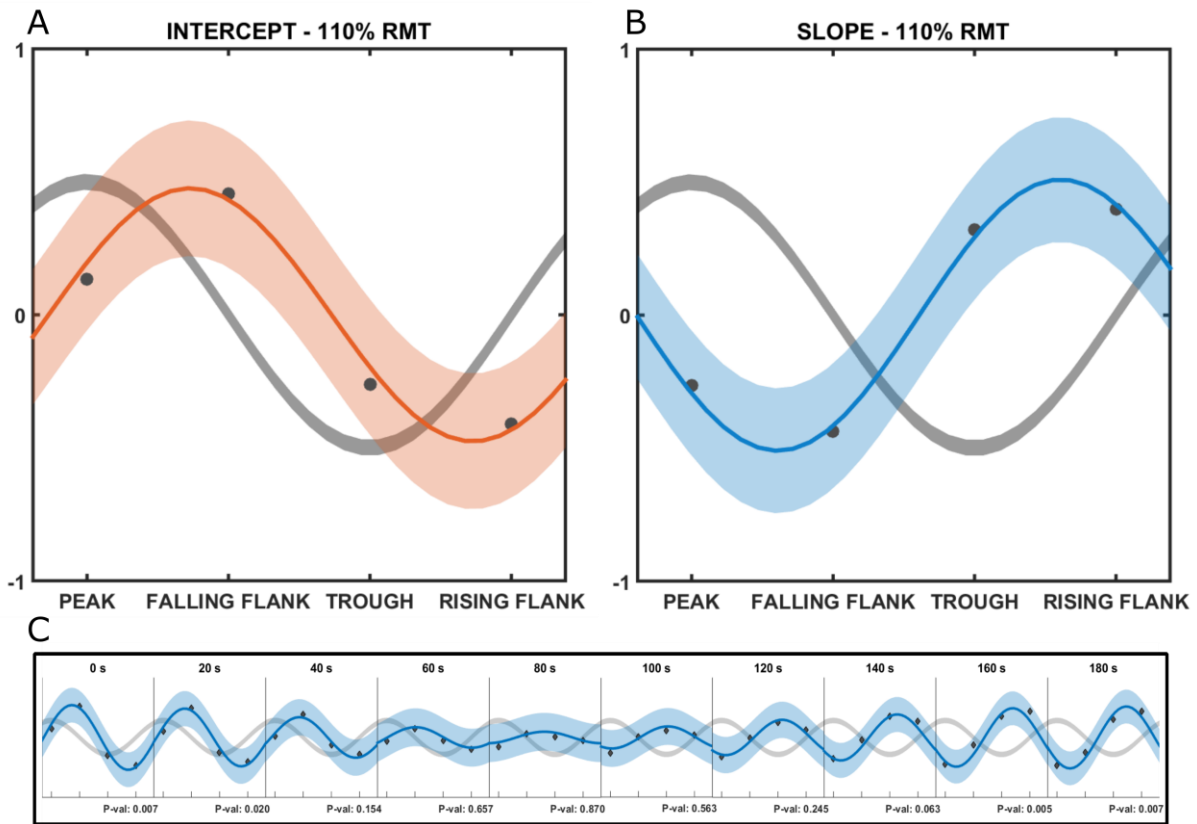 A
INTERCEPT - 110% RMT
1
0
-1
PEAK FALLING FLANK TROUGH RISING FLANK
B
SLOPE - 110% RMT
1
0
-1
PEAK FALLING FLANK TROUGH RISING FLANK
C
0 s 20 s 40 s 60 s 80 s 100 s 120 s 140 s 160 s 180 s
P-val: 0.007 P-val: 0.020 P-val: 0.154 P-val: 0.657 P-val: 0.870 P-val: 0.563 P-val: 0.245 P-val: 0.063 P-val: 0.005 P-val: 0.007